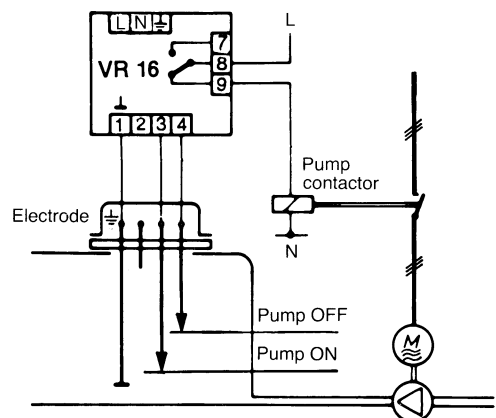 L N
VR 16
7
8
9
L
1 2 3 4
Pump
contactor
Electrode
N
Pump OFF
Pump ON
M